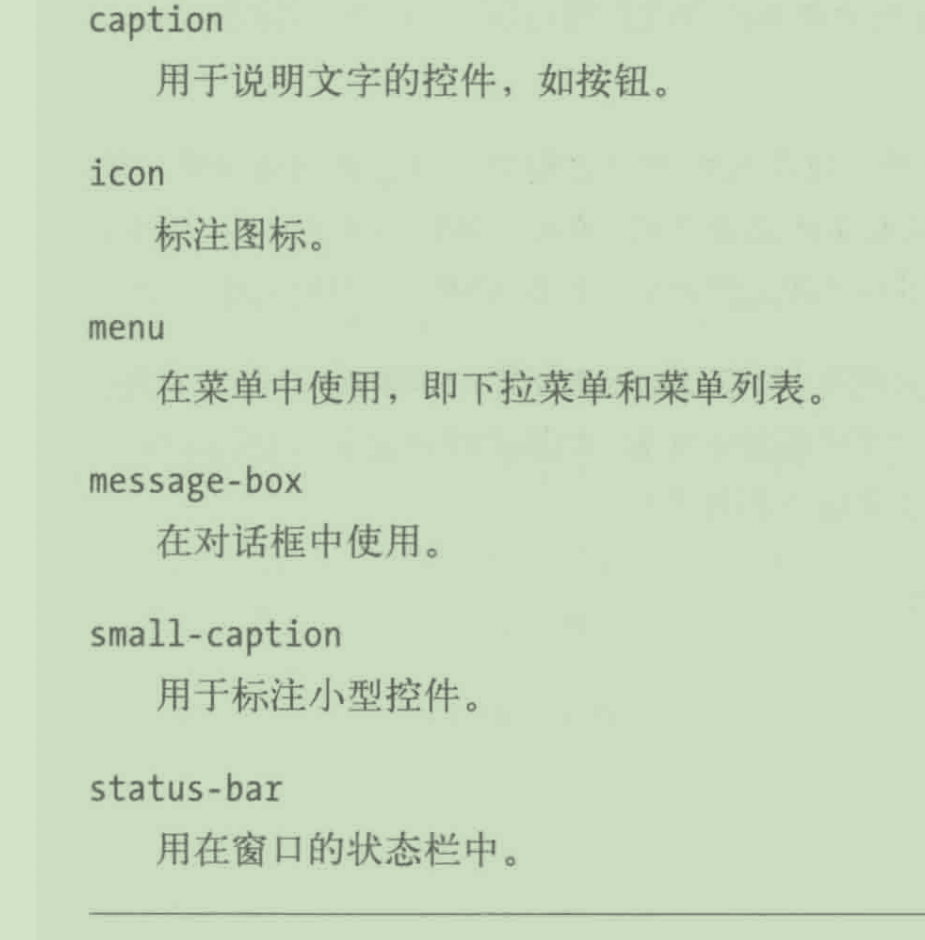 caption
用于说明文字的控件，如按钮。
icon
标注图标。
menu
在菜单中使用，即下拉菜单和菜单列表。
message-box
在对话框中使用。
small-caption
用于标注小型控件。
status-bar
用在窗口的状态栏中。